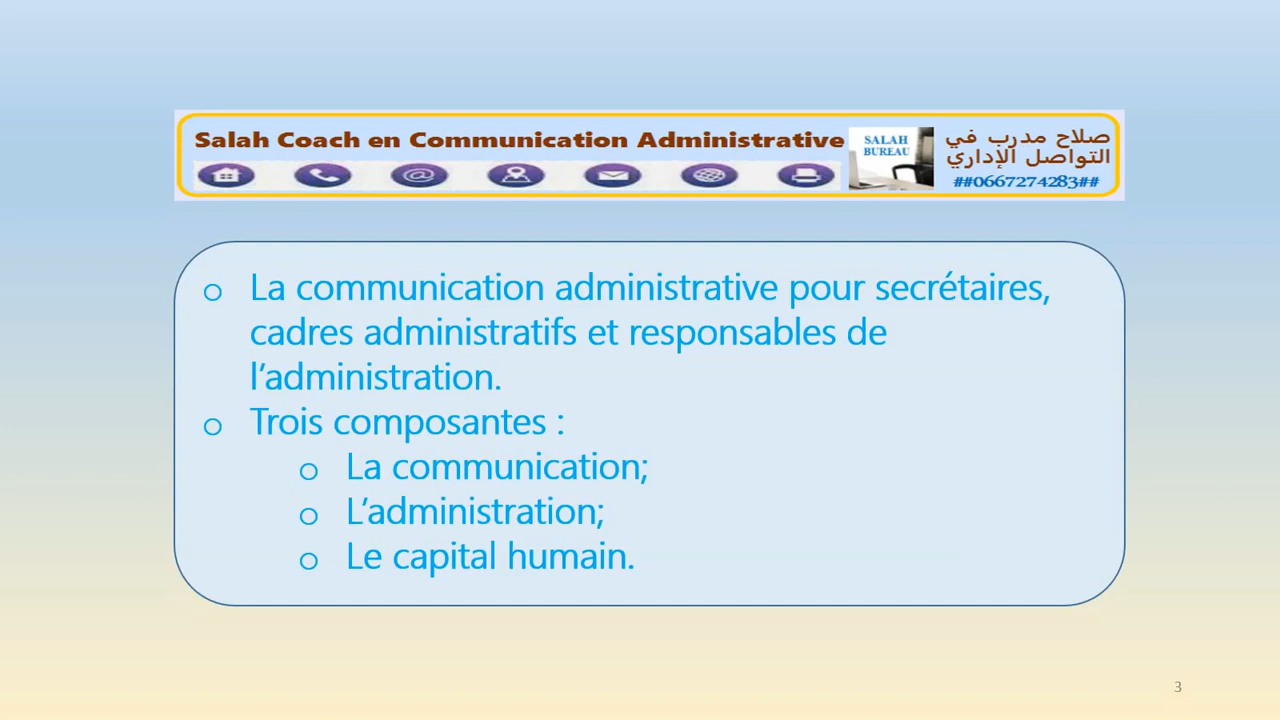 Salah Coach en Communication Administrative
SALAH
BUREAU
صلاح مدرب في
التواصل الإداري
##0667274283##
o La communication administrative pour secrétaires,
cadres administratifs et responsables de
l’administration.
o Trois composantes :
o La communication;
o L’administration;
o Le capital humain.
3